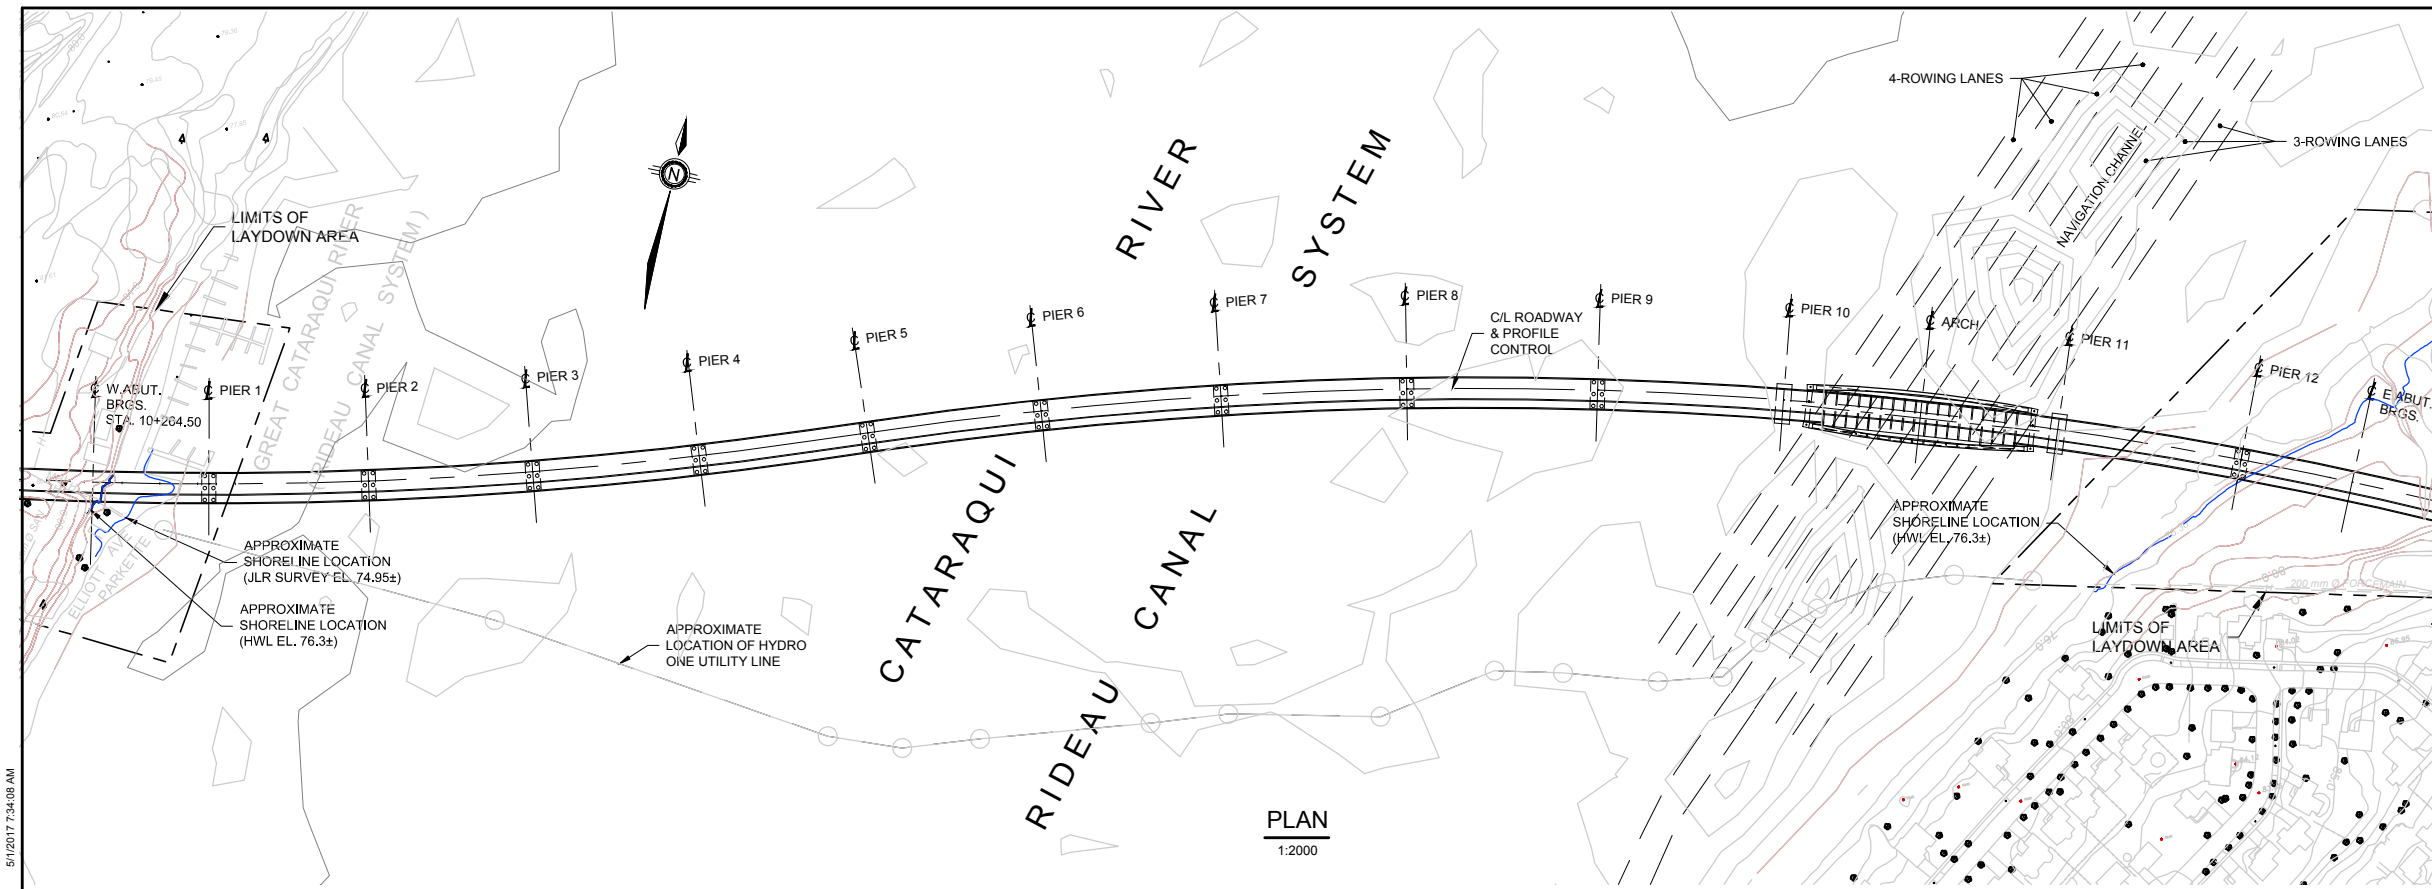 4-ROWING LANES
3-ROWING LANES
NAVIGATION CHANNEL
LIMITS OF
LAYDOWN AREA
GREAT CATARAQUI RIVER
(RIDEAU CANAL SYSTEM)
N
RIVER
SYSTEM
CATARAQUI
CANAL
RIDEAU
℄ W.ABUT.
BRGS.
STA. 10+264.50
℄ PIER 1
℄ PIER 2
℄ PIER 3
℄ PIER 4
℄ PIER 5
℄ PIER 6
℄ PIER 7
℄ PIER 8
℄ PIER 9
℄ PIER 10
℄ ARCH
℄ PIER 11
℄ PIER 12
℄ E.ABUT.
BRGS.
C/L ROADWAY
& PROFILE
CONTROL
APPROXIMATE
SHORELINE LOCATION
(JLR SURVEY EL. 74.95±)
APPROXIMATE
SHORELINE LOCATION
(HWL EL. 76.3±)
ELLIOTT AVE
PARKETTE
APPROXIMATE
LOCATION OF HYDRO
ONE UTILITY LINE
APPROXIMATE
SHORELINE LOCATION
(HWL EL. 76.3±)
200 mm Ø FORCEMAIN
LIMITS OF
LAYDOWN AREA
PLAN
1:2000
5/1/2017 7:34:08 AM